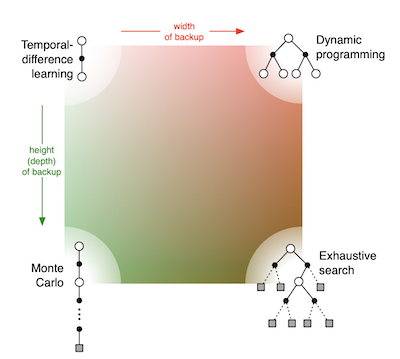 width
of backup
Temporal-
difference
learning
Dynamic
programming
height
(depth)
of backup
Monte
Carlo
Exhaustive
search